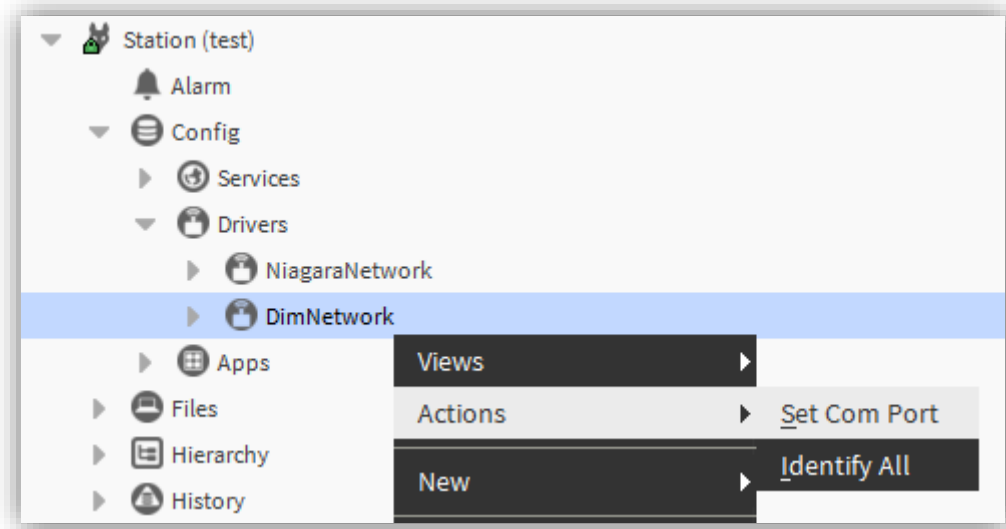 Station (test)
Alarm
Config
Services
Drivers
NiagaraNetwork
DimNetwork
Apps
Files
Hierarchy
History
Views
Actions
New
Set Com Port
Identify All